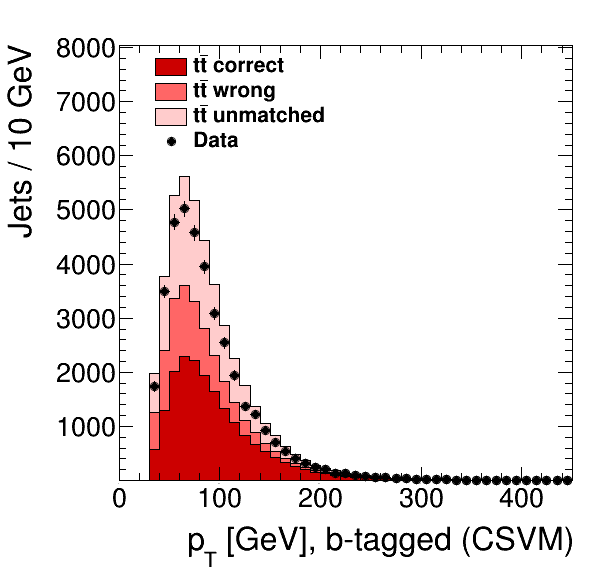 8000
7000
6000
5000
4000
3000
2000
1000
Jets / 10 GeV
tt̄ correct
tt̄ wrong
tt̄ unmatched
Data
0 100 200 300 400
p_T [GeV], b-tagged (CSVM)